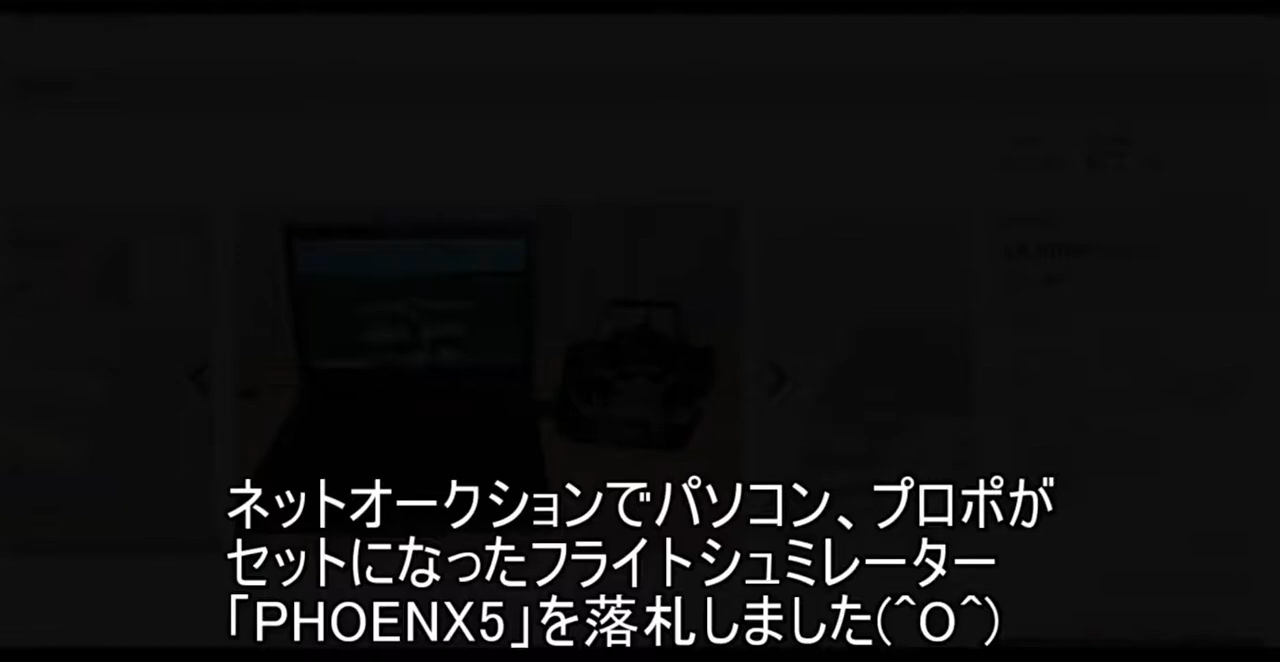 ネットオークションでパソコン、プロポが
セットになったフライトシュミレーター
「PHOENX5」を落札しました(^O^)